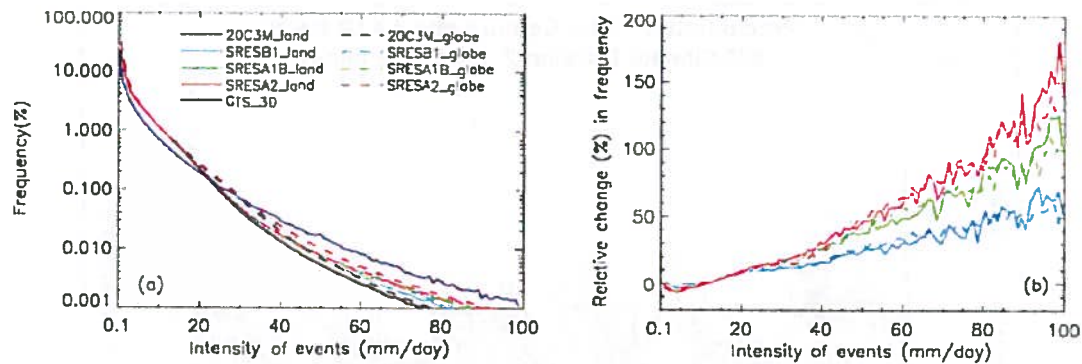 100.000
10.000
1.000
0.100
0.010
0.001
Frequency(%)
20C3M_land
20C3M_globe
SRESB1_land
SRESB1_globe
SRESA1B_land
SRESA1B_globe
SRESA2_land
SRESA2_globe
GTS_3D
(a)
0.1
20
40
60
80
100
Intensity of events (mm/day)
200
150
100
50
0
Relative change (%) in frequency
(b)
0.1
20
40
60
80
100
Intensity of events (mm/day)